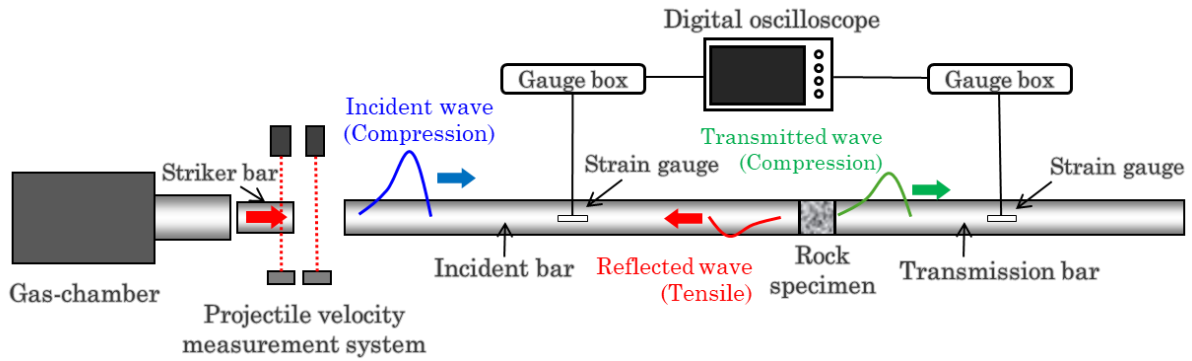 Digital oscilloscope
Gauge box
Gauge box
Incident wave
(Compression)
Transmitted wave
(Compression)
Striker bar
Strain gauge
Strain gauge
Gas-chamber
Incident bar
Reflected wave
(Tensile)
Rock
specimen
Transmission bar
Projectile velocity
measurement system